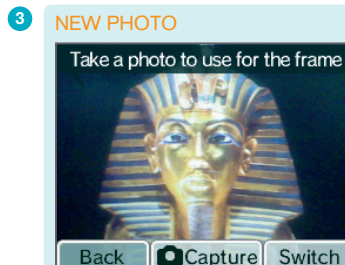 3
NEW PHOTO
Take a photo to use for the frame
Back
Capture
Switch